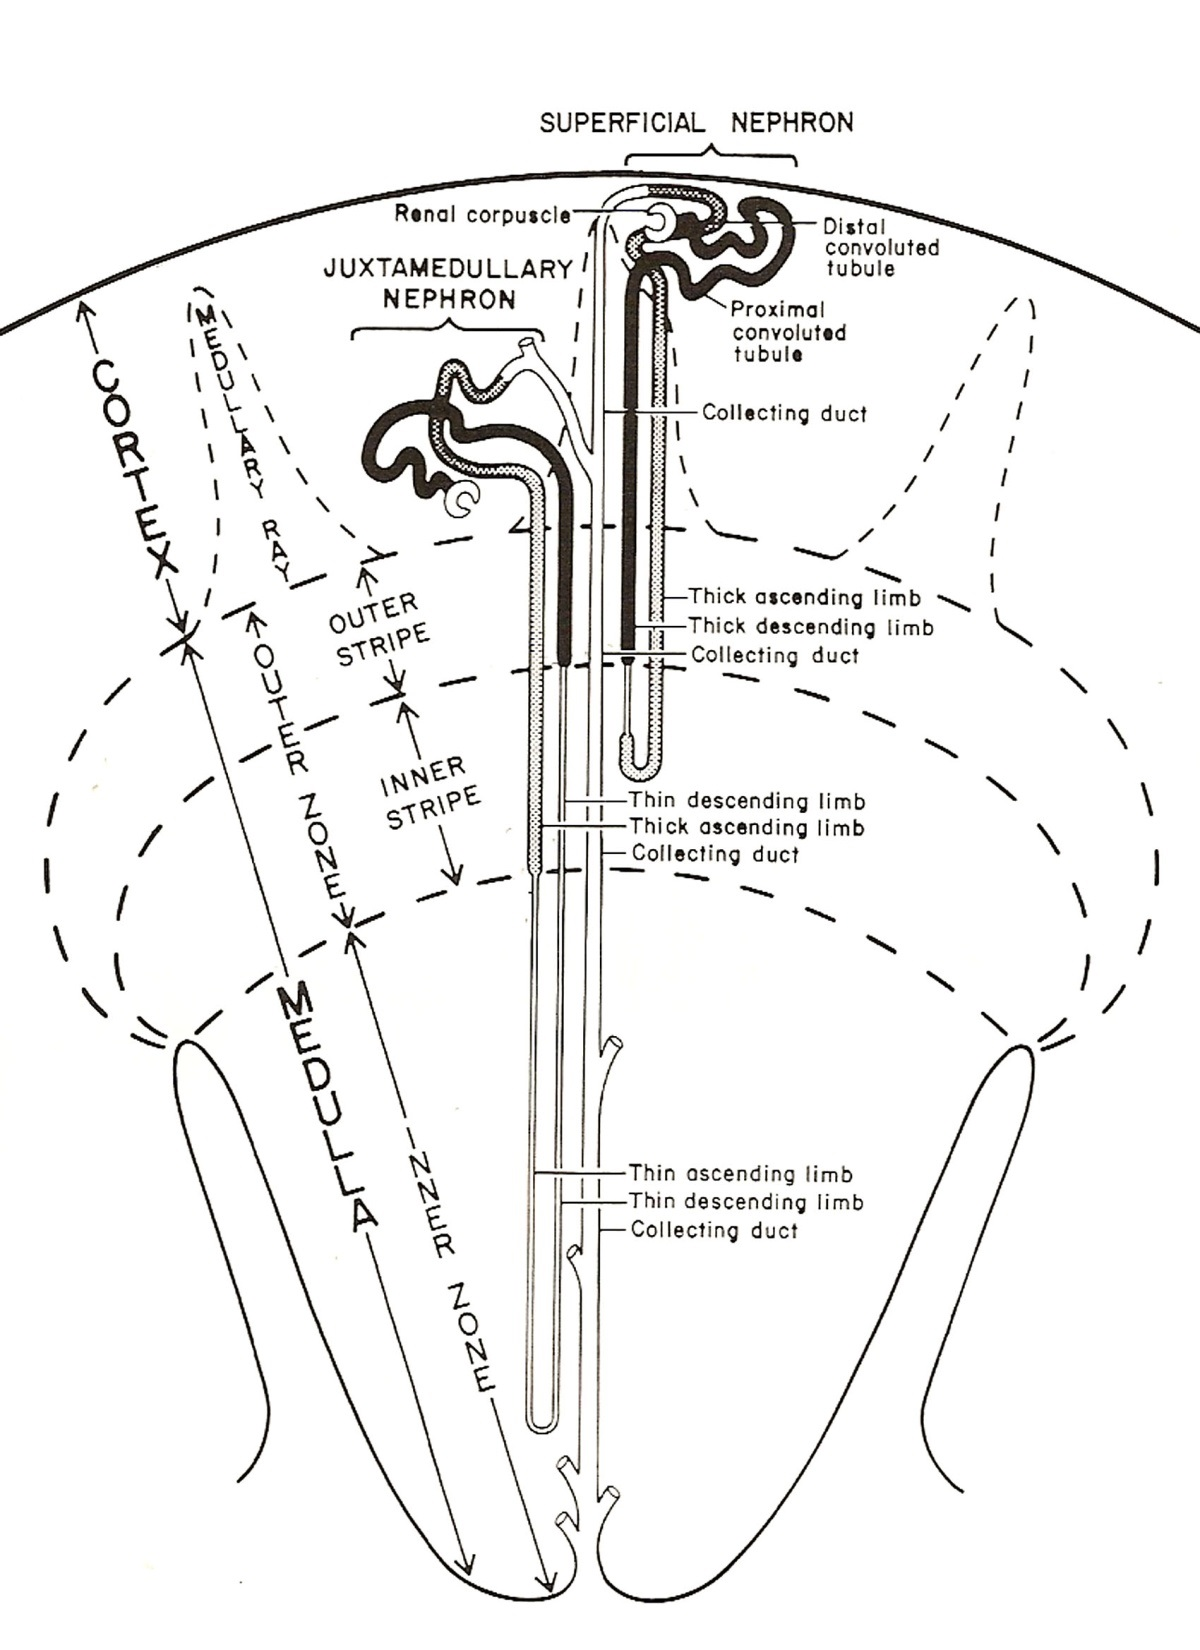 SUPERFICIAL NEPHRON
Renal corpuscle
Distal
convoluted
tubule
JUXTAMEDULLARY
NEPHRON
Proximal
convoluted
tubule
MEDULLARY RAY
CORTEX
Collecting duct
OUTER
STRIPE
Thick ascending limb
Thick descending limb
Collecting duct
OUTER ZONE
INNER
STRIPE
Thin descending limb
Thick ascending limb
Collecting duct
MEDULLA
INNER ZONE
Thin ascending limb
Thin descending limb
Collecting duct